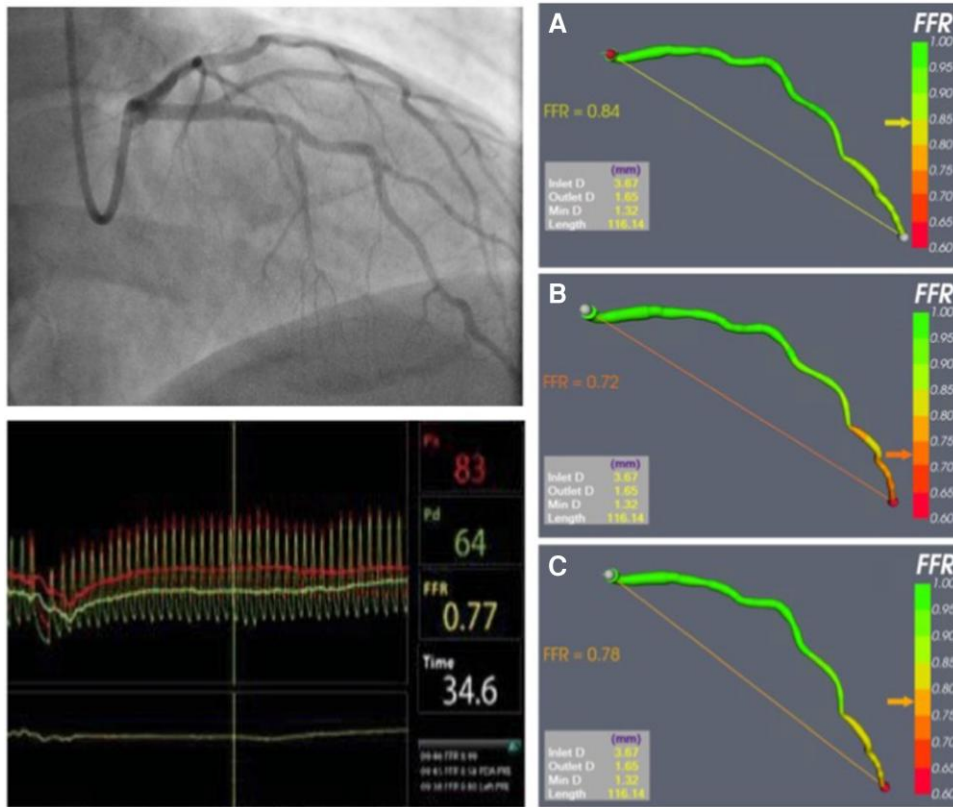 A
FFR
FFR = 0.84
(mm)
Inlet D 3.67
Outlet D 1.65
Min D 1.32
Length 116.14
1.00
0.95
0.90
0.85
0.80
0.75
0.70
0.65
0.60
B
FFR
FFR = 0.72
(mm)
Inlet D 3.67
Outlet D 1.65
Min D 1.32
Length 116.14
1.00
0.95
0.90
0.85
0.80
0.75
0.70
0.65
0.60
Pa
83
Pd
64
FFR
0.77
Time
34.6
C
FFR
FFR = 0.78
(mm)
Inlet D 3.67
Outlet D 1.65
Min D 1.32
Length 116.14
1.00
0.95
0.90
0.85
0.80
0.75
0.70
0.65
0.60